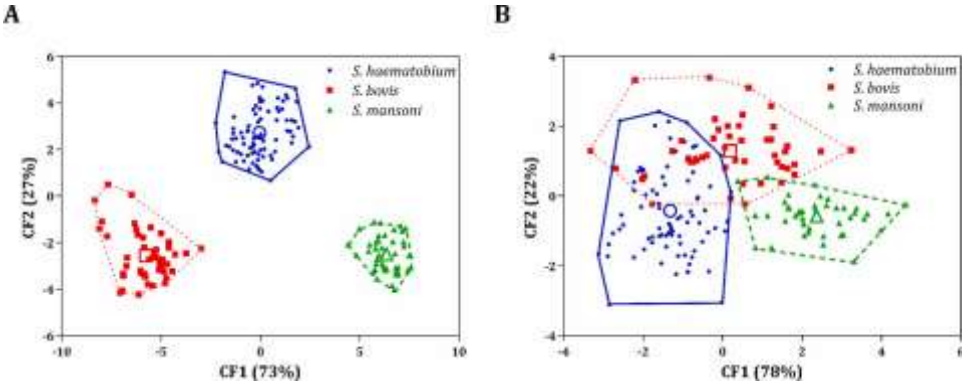 A
B
CF2 (27%)
6
4
2
0
-2
-4
-6
-10
-5
0
5
10
CF1 (73%)
S. haematobium
S. bovis
S. mansoni
CF2 (22%)
4
2
0
-2
-4
-4
-2
0
2
4
6
CF1 (78%)
S. haematobium
S. bovis
S. mansoni